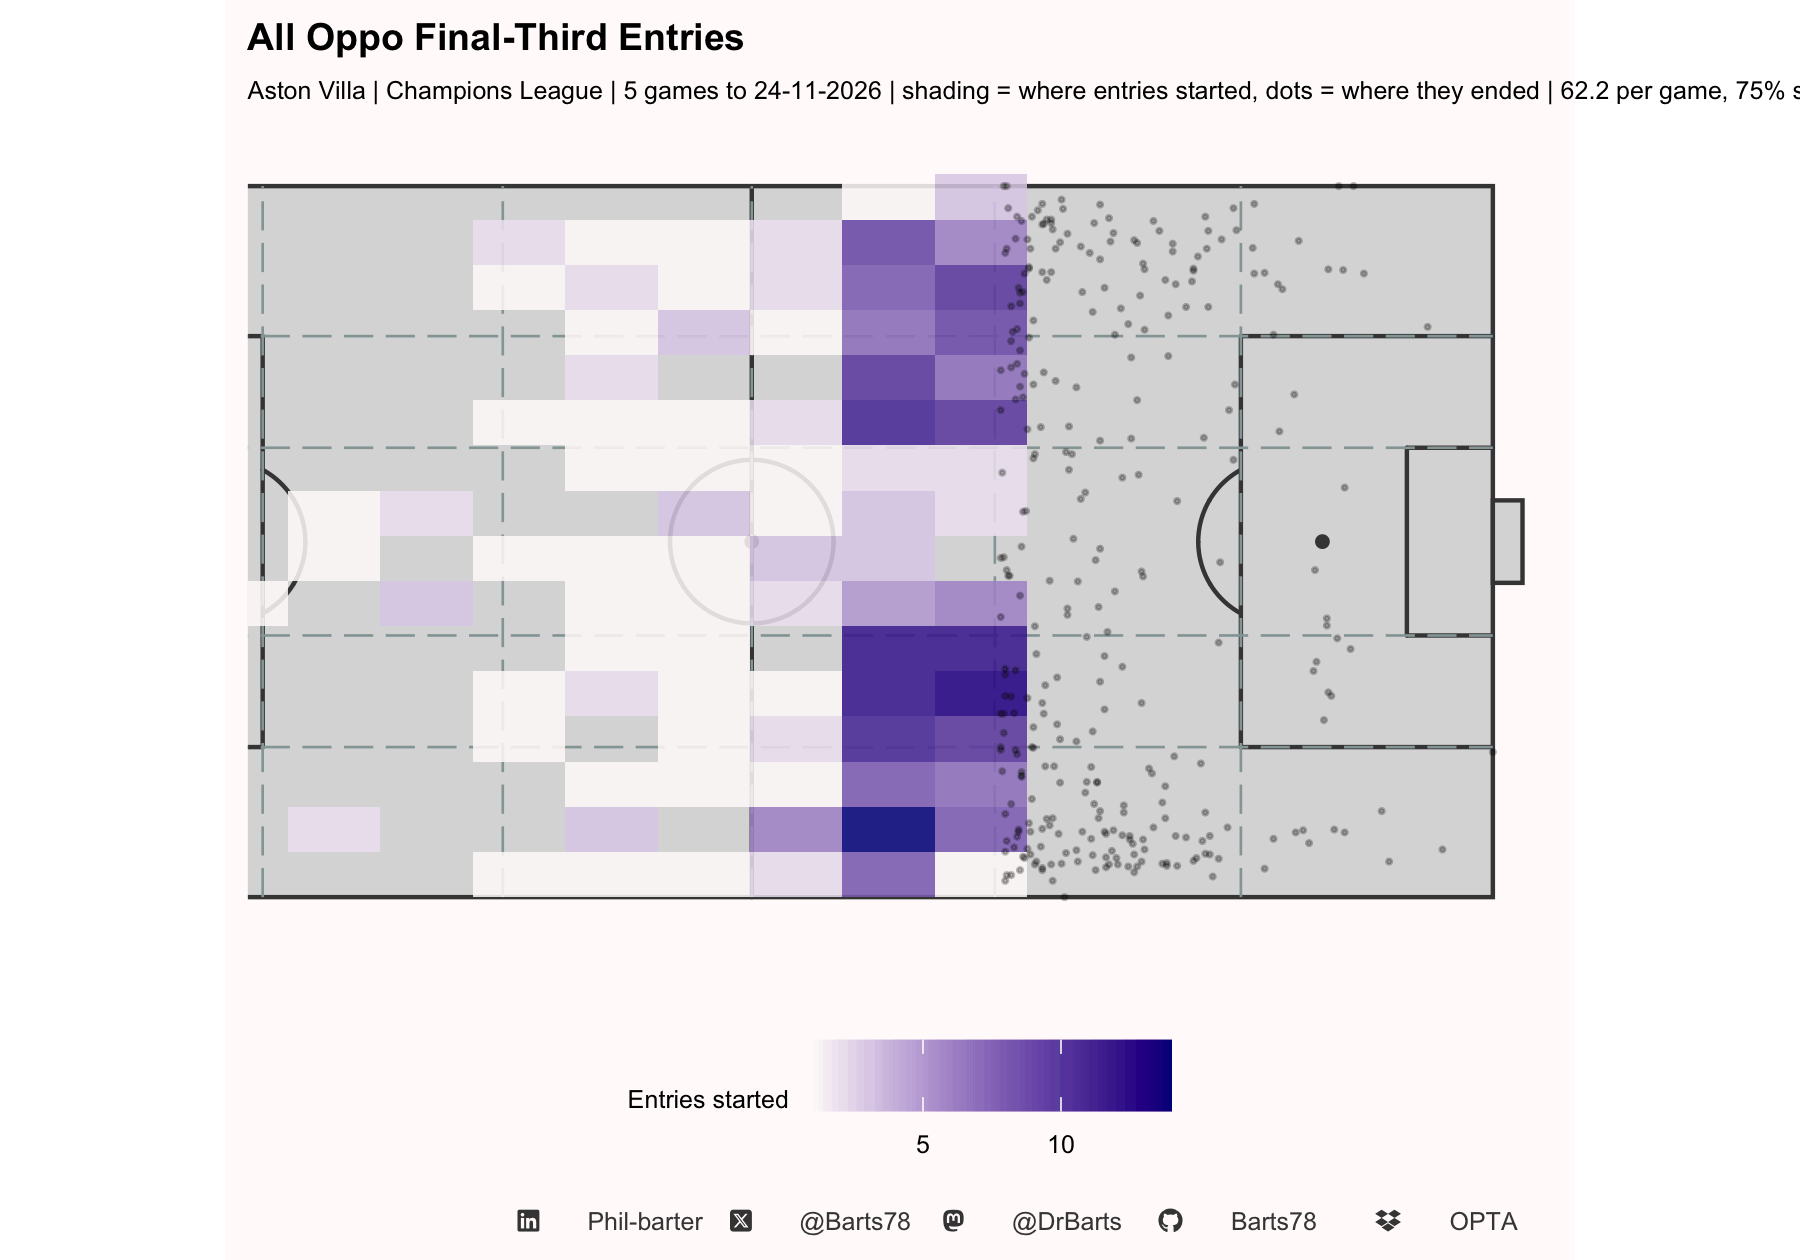 All Oppo Final-Third Entries
Aston Villa | Champions League | 5 games to 24-11-2026 | shading = where entries started, dots = where they ended | 62.2 per game, 75% s
Entries started
5 10
Phil-barter @Barts78 @DrBarts Barts78 OPTA